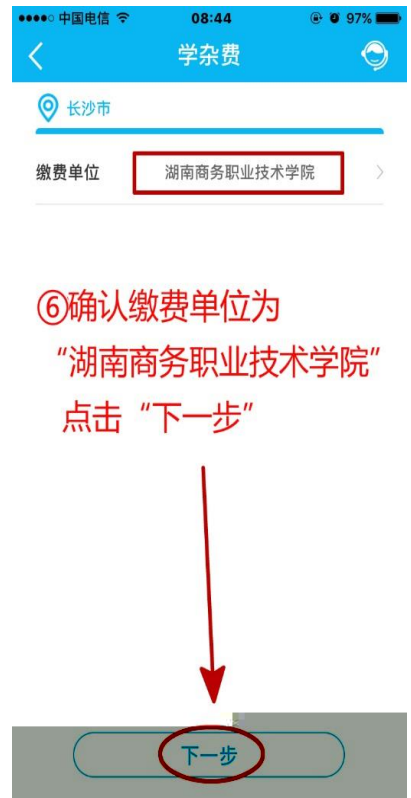 中国电信 08:44 97%
学杂费
长沙市
缴费单位 湖南商务职业技术学院
⑥确认缴费单位为
“湖南商务职业技术学院”
点击“下一步”
下一步